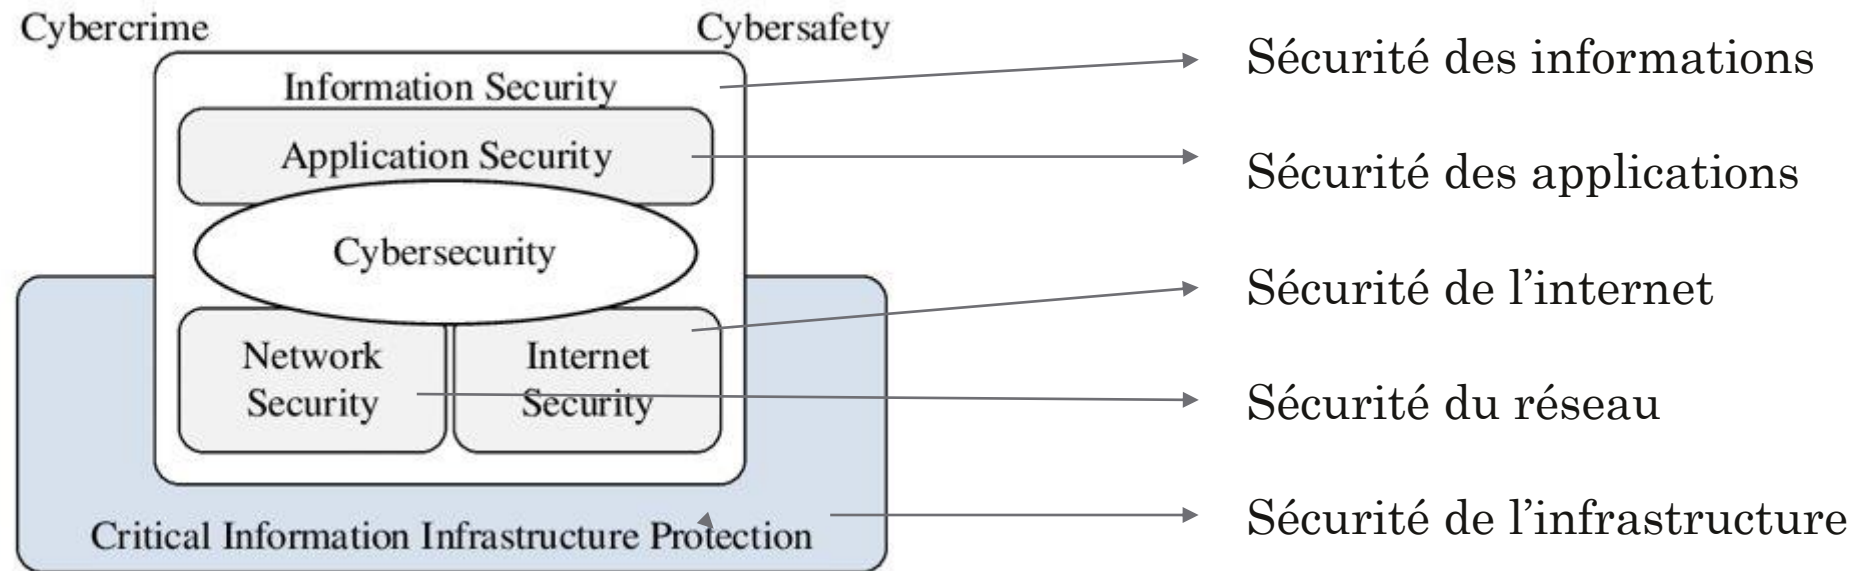 Cybercrime
Cybersafety
Information Security
Application Security
Cybersecurity
Network
Security
Internet
Security
Critical Information Infrastructure Protection
Sécurité des informations
Sécurité des applications
Sécurité de l’internet
Sécurité du réseau
Sécurité de l’infrastructure